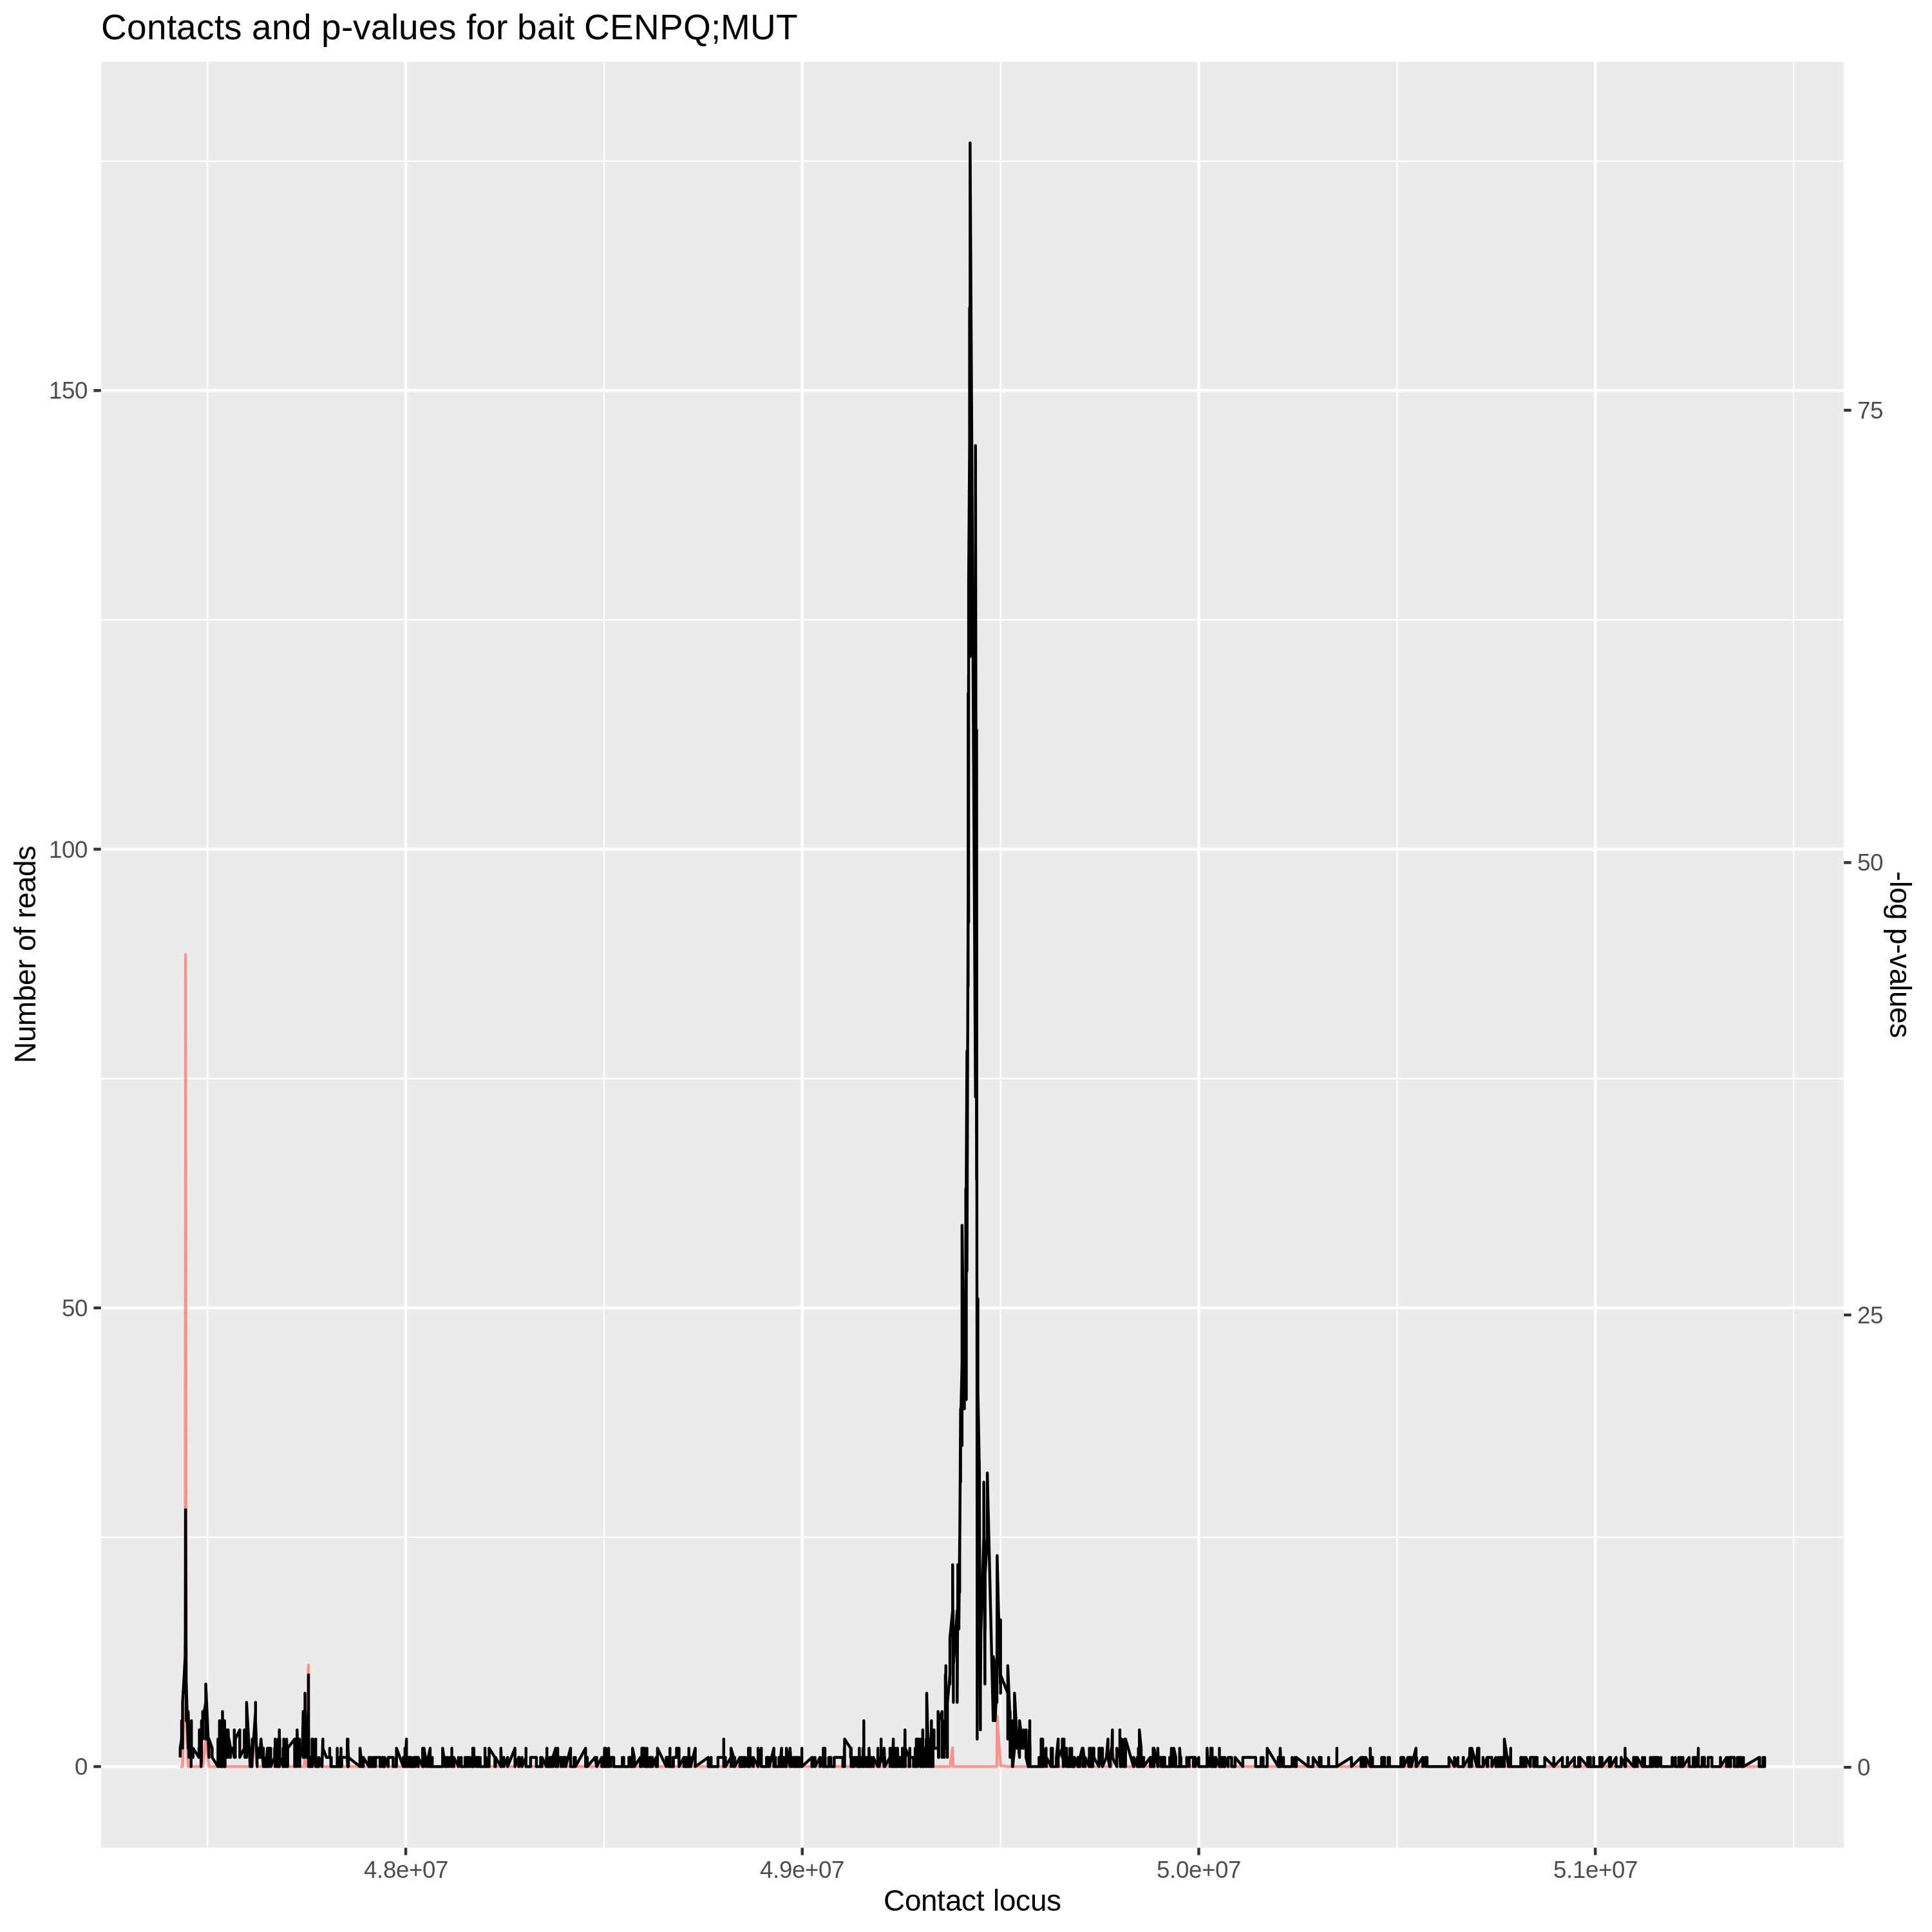 Contacts and p-values for bait CENPQ;MUT
Number of reads
150
100
50
0
75
50
25
0
-log p-values
4.8e+07
4.9e+07
5.0e+07
5.1e+07
Contact locus